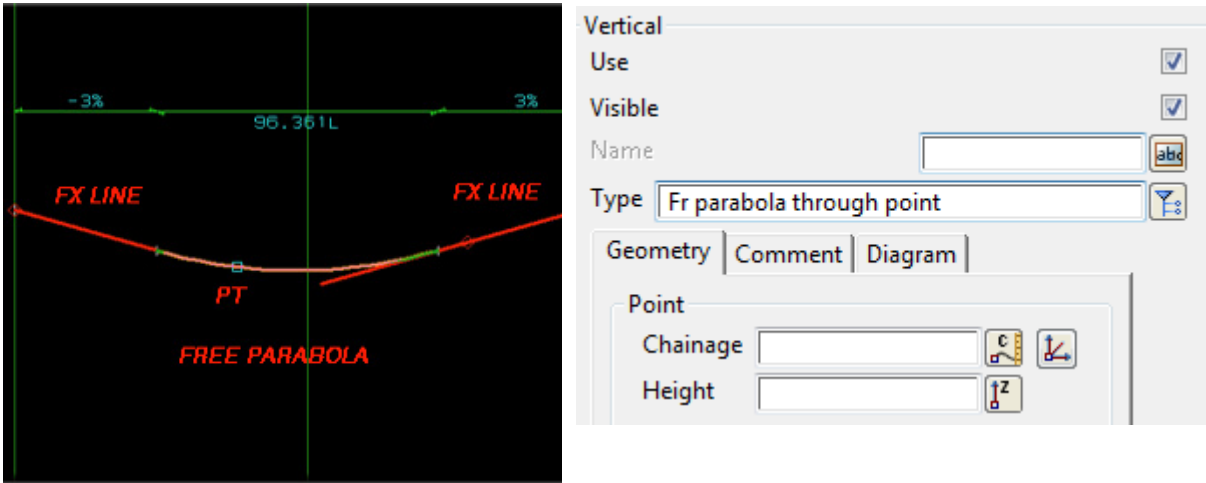 -3%
3%
96.361L
FX LINE
FX LINE
PT
FREE PARABOLA
Vertical
Use
Visible
Name
abc
Type Fr parabola through point
Geometry Comment Diagram
Point
Chainage
C
Height
Z